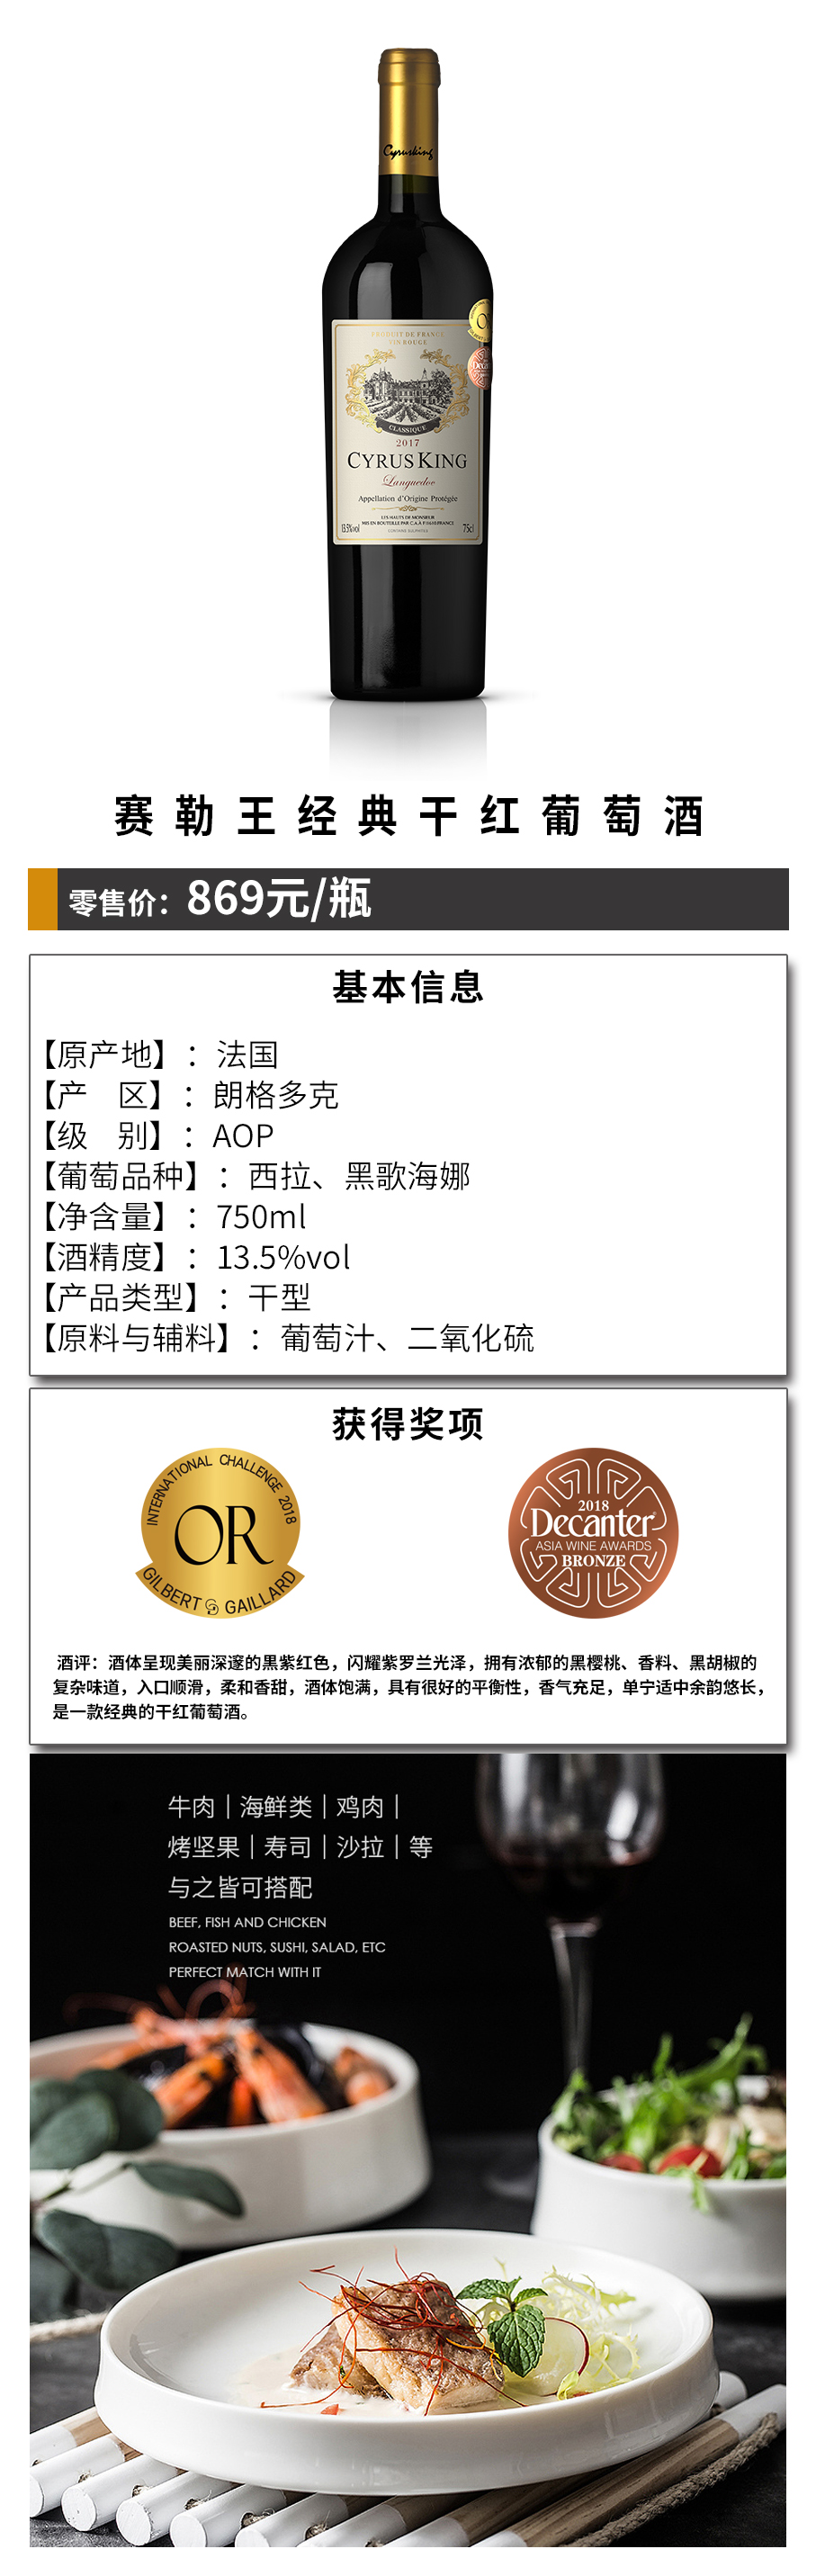 Cyrusking
PRODUIT DE FRANCE
VIN ROUGE
CLASSIQUE
2017
CYRUS KING
Languedoc
Appellation d'Origine Protégée
LES HAUTS DE MONSIEUR
13.5%vol
75cl
赛勒王经典干红葡萄酒
零售价：869元/瓶
基本信息
【原产地】：法国
【产 区】：朗格多克
【级 别】：AOP
【葡萄品种】：西拉、黑歌海娜
【净含量】：750ml
【酒精度】：13.5%vol
【产品类型】：干型
【原料与辅料】：葡萄汁、二氧化硫
获得奖项
INTERNATIONAL CHALLENGE 2018
OR
GILBERT & GAILLARD
2018
Decanter
ASIA WINE AWARDS
BRONZE
酒评：酒体呈现美丽深邃的黑紫红色，闪耀紫罗兰光泽，拥有浓郁的黑樱桃、香料、黑胡椒的
复杂味道，入口顺滑，柔和香甜，酒体饱满，具有很好的平衡性，香气充足，单宁适中余韵悠长，
是一款经典的干红葡萄酒。
牛肉｜海鲜类｜鸡肉｜
烤坚果｜寿司｜沙拉｜等
与之皆可搭配
BEEF, FISH AND CHICKEN
ROASTED NUTS, SUSHI, SALAD, ETC
PERFECT MATCH WITH IT